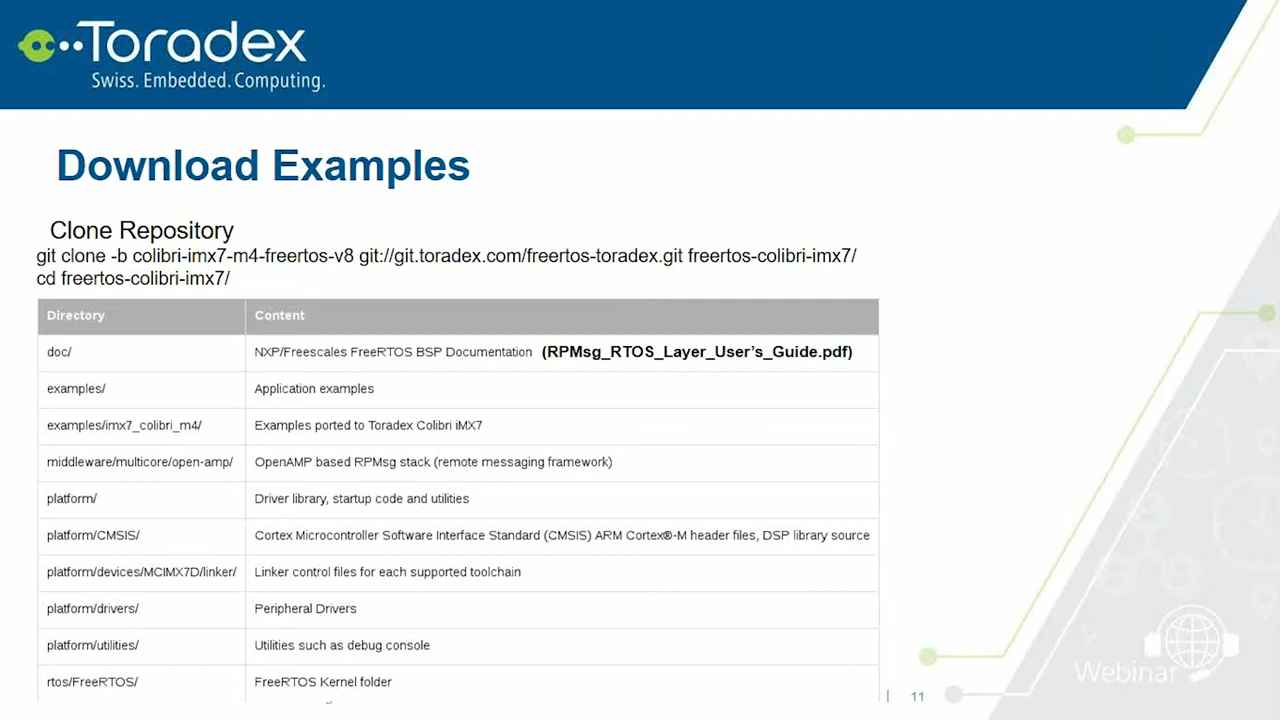 Toradex
Swiss. Embedded. Computing.
Download Examples
Clone Repository
git clone -b colibri-imx7-m4-freertos-v8 git://git.toradex.com/freertos-toradex.git freertos-colibri-imx7/
cd freertos-colibri-imx7/
Directory Content
doc/ NXP/Freescales FreeRTOS BSP Documentation (RPMsg_RTOS_Layer_User's_Guide.pdf)
examples/ Application examples
examples/imx7_colibri_m4/ Examples ported to Toradex Colibri iMX7
middleware/multicore/open-amp/ OpenAMP based RPMsg stack (remote messaging framework)
platform/ Driver library, startup code and utilities
platform/CMSIS/ Cortex Microcontroller Software Interface Standard (CMSIS) ARM Cortex®-M header files, DSP library source
platform/devices/MCIMX7D/linker/ Linker control files for each supported toolchain
platform/drivers/ Peripheral Drivers
platform/utilities/ Utilities such as debug console
rtos/FreeRTOS/ FreeRTOS Kernel folder
| 11
Webinar